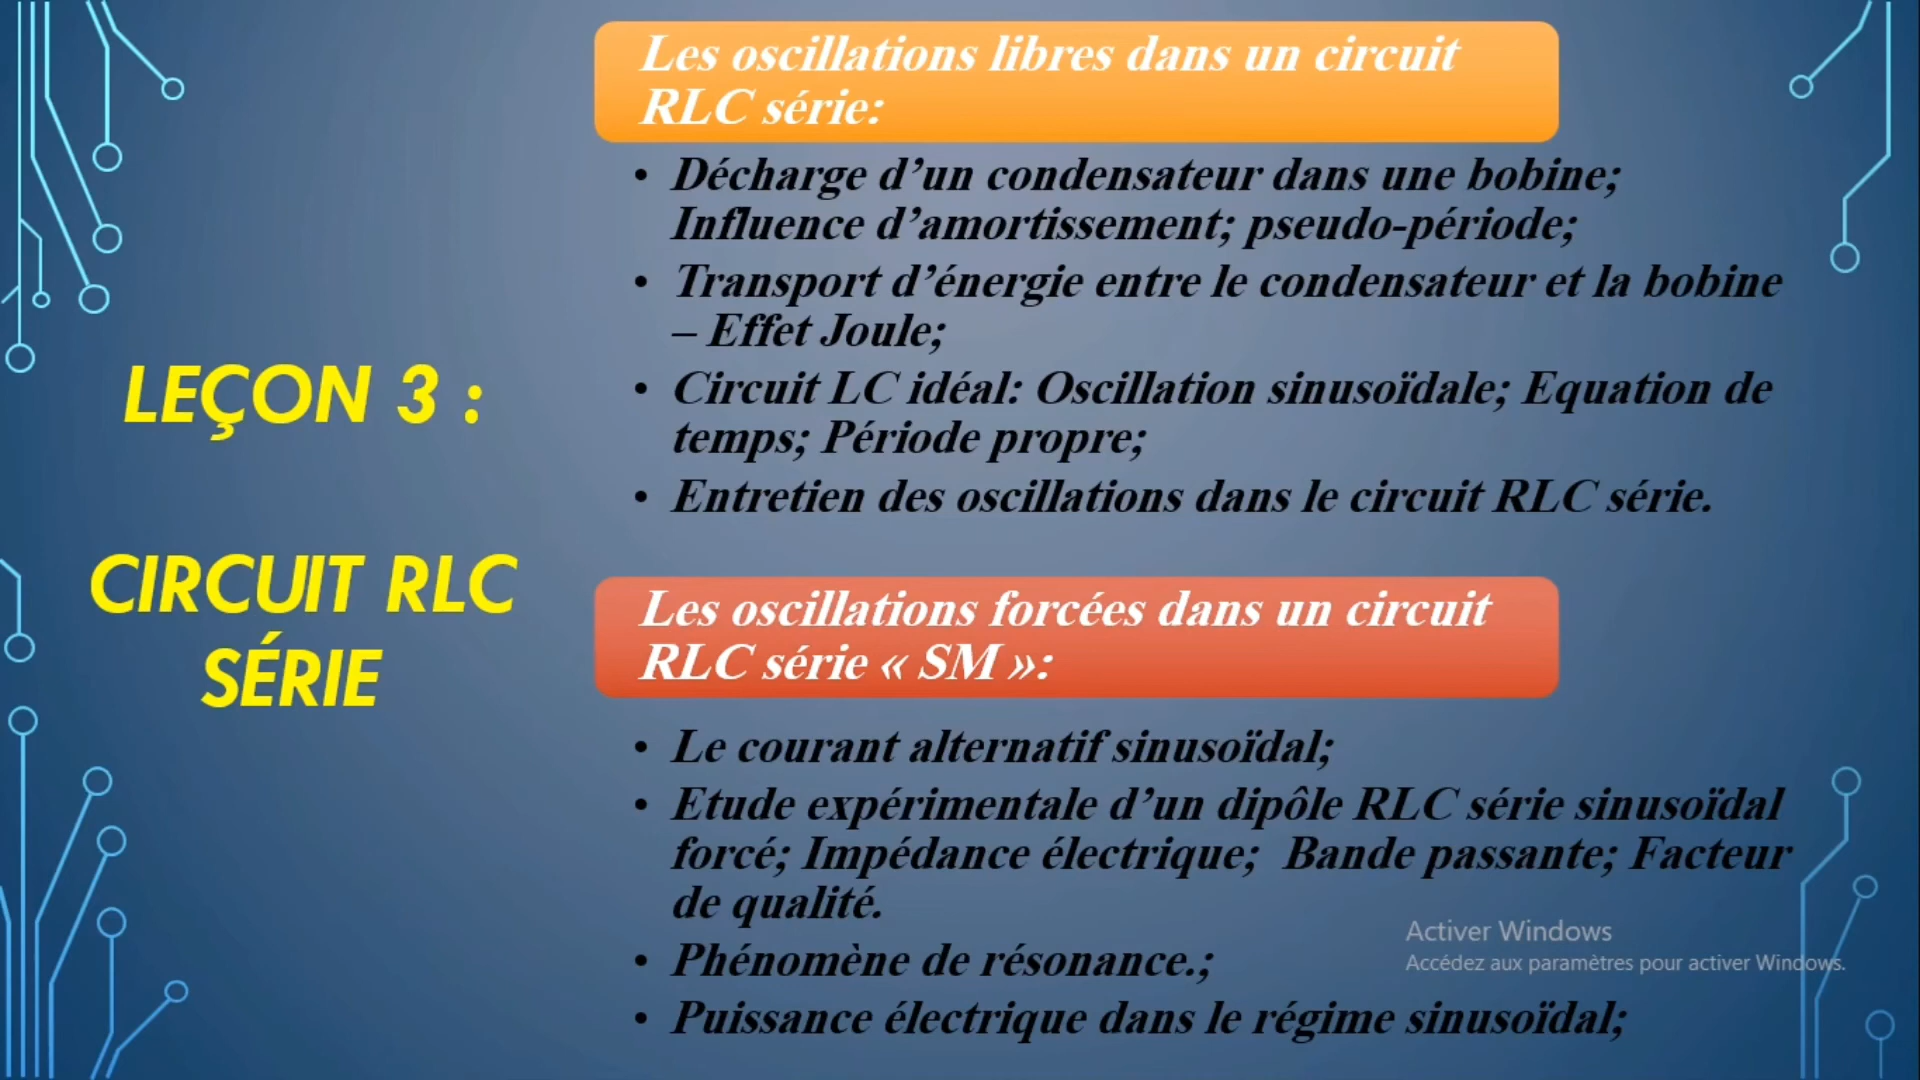 LEÇON 3 :
CIRCUIT RLC
SÉRIE
Les oscillations libres dans un circuit
RLC série:
• Décharge d’un condensateur dans une bobine;
Influence d’amortissement; pseudo-période;
• Transport d’énergie entre le condensateur et la bobine
– Effet Joule;
• Circuit LC idéal: Oscillation sinusoïdale; Equation de
temps; Période propre;
• Entretien des oscillations dans le circuit RLC série.
Les oscillations forcées dans un circuit
RLC série « SM »:
• Le courant alternatif sinusoïdal;
• Etude expérimentale d’un dipôle RLC série sinusoïdal
forcé; Impédance électrique; Bande passante; Facteur
de qualité.
• Phénomène de résonance.;
• Puissance électrique dans le régime sinusoïdal;
Activer Windows
Accédez aux paramètres pour activer Windows.